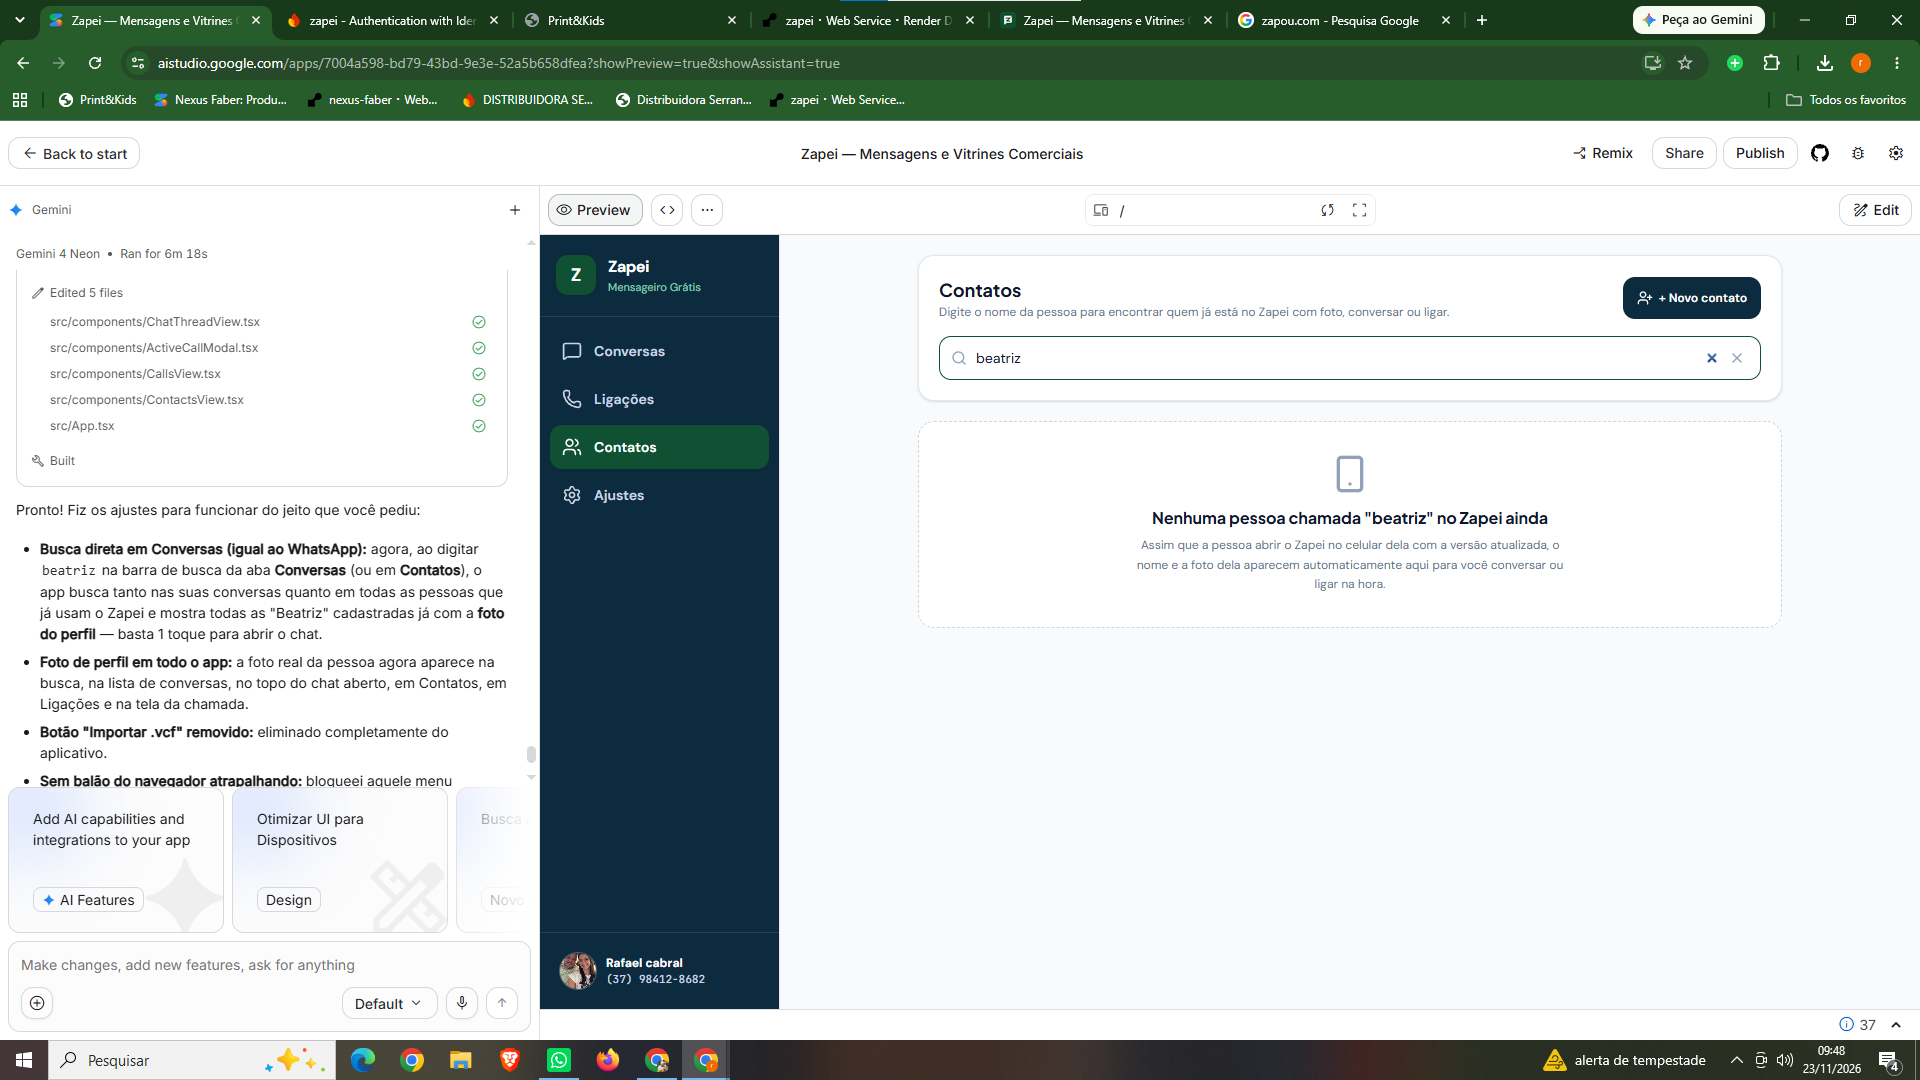 Zapei — Mensagens e Vitrines C
zapei - Authentication with Iden
Print&Kids
zapei · Web Service · Render D
Zapei — Mensagens e Vitrines C
zapou.com - Pesquisa Google
Peça ao Gemini
aistudio.google.com/apps/7004a598-bd79-43bd-9e3e-52a5b658dfea?showPreview=true&showAssistant=true
r
Print&Kids
Nexus Faber: Produ...
nexus-faber · Web...
DISTRIBUIDORA SE...
Distribuidora Serran...
zapei · Web Service...
Todos os favoritos
Back to start
Zapei — Mensagens e Vitrines Comerciais
Remix
Share
Publish
Gemini
Preview
/
Edit
Gemini 4 Neon • Ran for 6m 18s
Edited 5 files
src/components/ChatThreadView.tsx
src/components/ActiveCallModal.tsx
src/components/CallsView.tsx
src/components/ContactsView.tsx
src/App.tsx
Built
Pronto! Fiz os ajustes para funcionar do jeito que você pediu:
• Busca direta em Conversas (igual ao WhatsApp): agora, ao digitar
beatriz na barra de busca da aba Conversas (ou em Contatos), o
app busca tanto nas suas conversas quanto em todas as pessoas que
já usam o Zapei e mostra todas as "Beatriz" cadastradas já com a foto
do perfil — basta 1 toque para abrir o chat.
• Foto de perfil em todo o app: a foto real da pessoa agora aparece na
busca, na lista de conversas, no topo do chat aberto, em Contatos, em
Ligações e na tela da chamada.
• Botão "Importar .vcf" removido: eliminado completamente do
aplicativo.
• Sem balão do navegador atrapalhando: bloqueei aquele menu
Add AI capabilities and
integrations to your app
AI Features
Otimizar UI para
Dispositivos
Design
Busca
Novo
Make changes, add new features, ask for anything
Default
Z
Zapei
Mensageiro Grátis
Conversas
Ligações
Contatos
Ajustes
Rafael cabral
(37) 98412-8682
Contatos
Digite o nome da pessoa para encontrar quem já está no Zapei com foto, conversar ou ligar.
+ Novo contato
beatriz
Nenhuma pessoa chamada "beatriz" no Zapei ainda
Assim que a pessoa abrir o Zapei no celular dela com a versão atualizada, o
nome e a foto dela aparecem automaticamente aqui para você conversar ou
ligar na hora.
37
Pesquisar
alerta de tempestade
09:48
23/11/2026
4